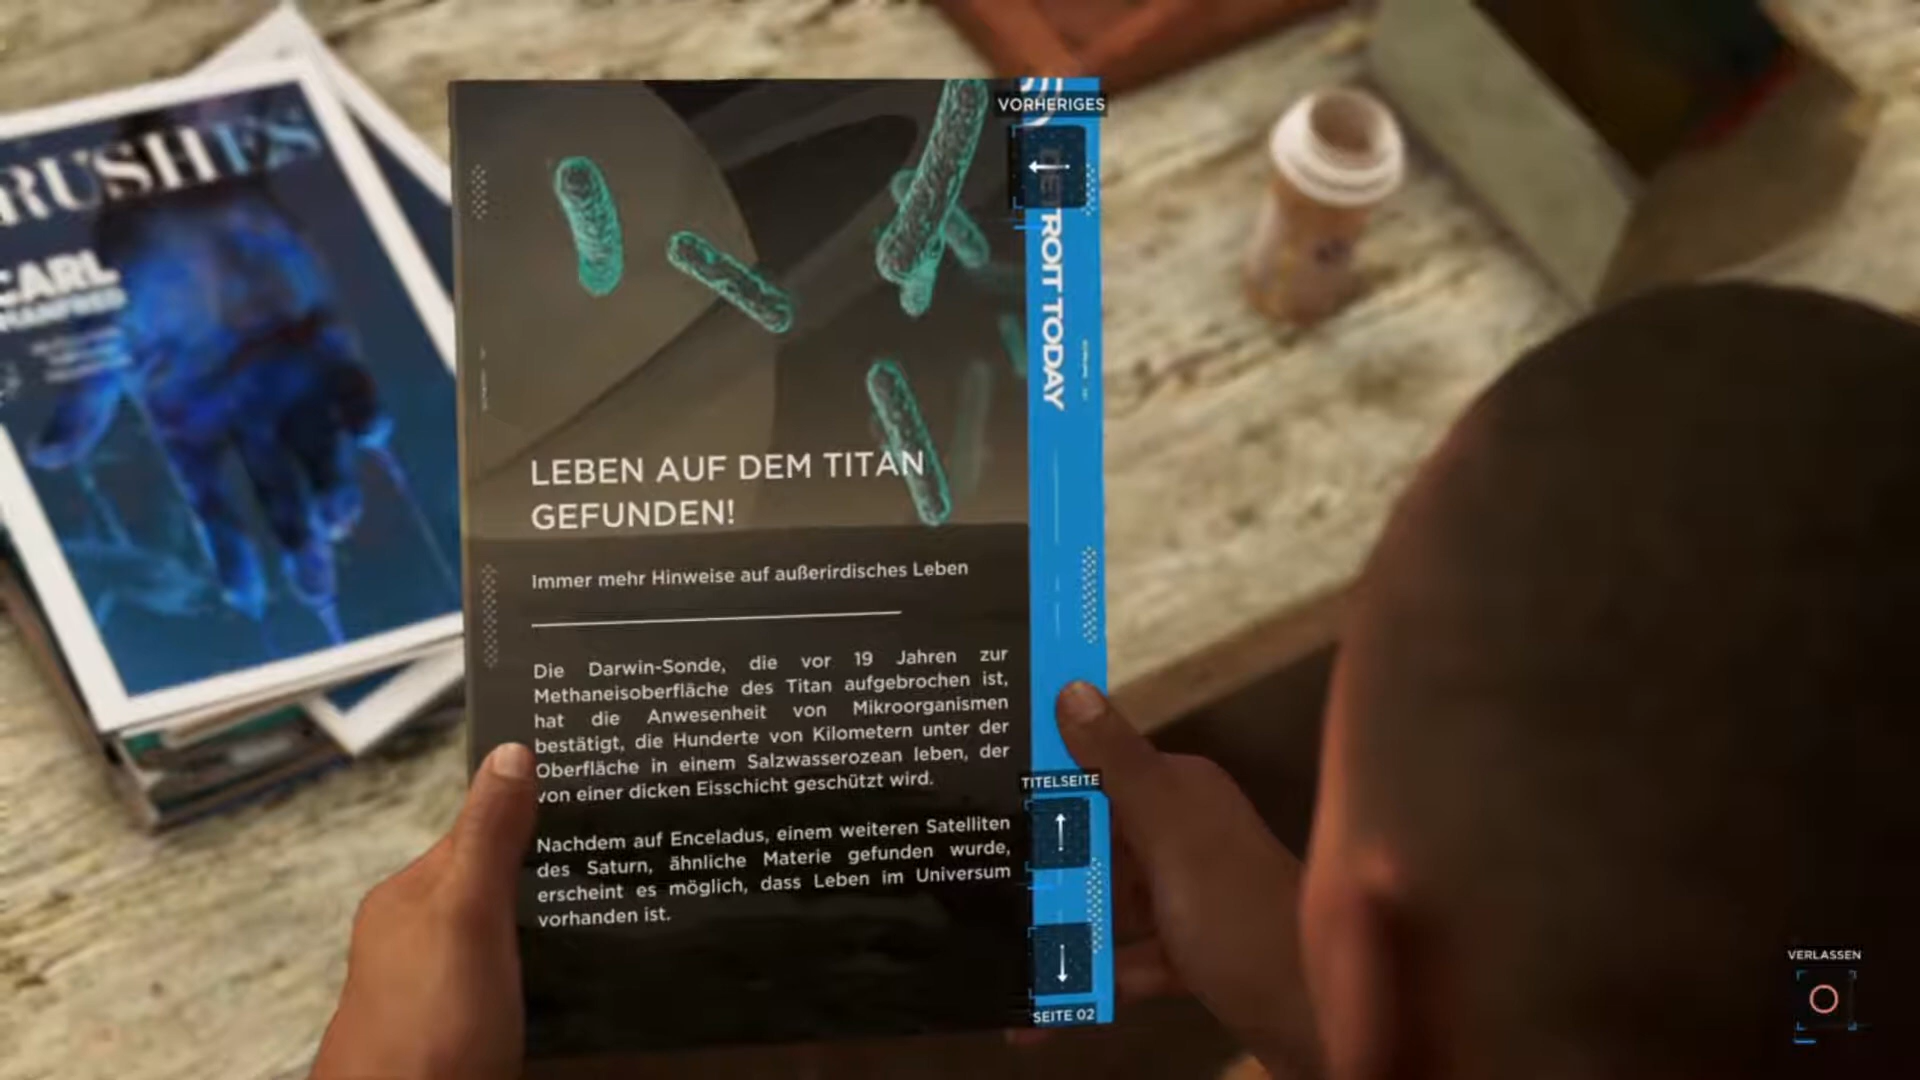 RUSHES
CARL
MANFRED
VORHERIGES
TROIT TODAY
LEBEN AUF DEM TITAN
GEFUNDEN!
Immer mehr Hinweise auf außerirdisches Leben
Die Darwin-Sonde, die vor 19 Jahren zur
Methaneisoberfläche des Titan aufgebrochen ist,
hat die Anwesenheit von Mikroorganismen
bestätigt, die Hunderte von Kilometern unter der
Oberfläche in einem Salzwasserozean leben, der
von einer dicken Eisschicht geschützt wird.
Nachdem auf Enceladus, einem weiteren Satelliten
des Saturn, ähnliche Materie gefunden wurde,
erscheint es möglich, dass Leben im Universum
vorhanden ist.
TITELSEITE
SEITE 02
VERLASSEN